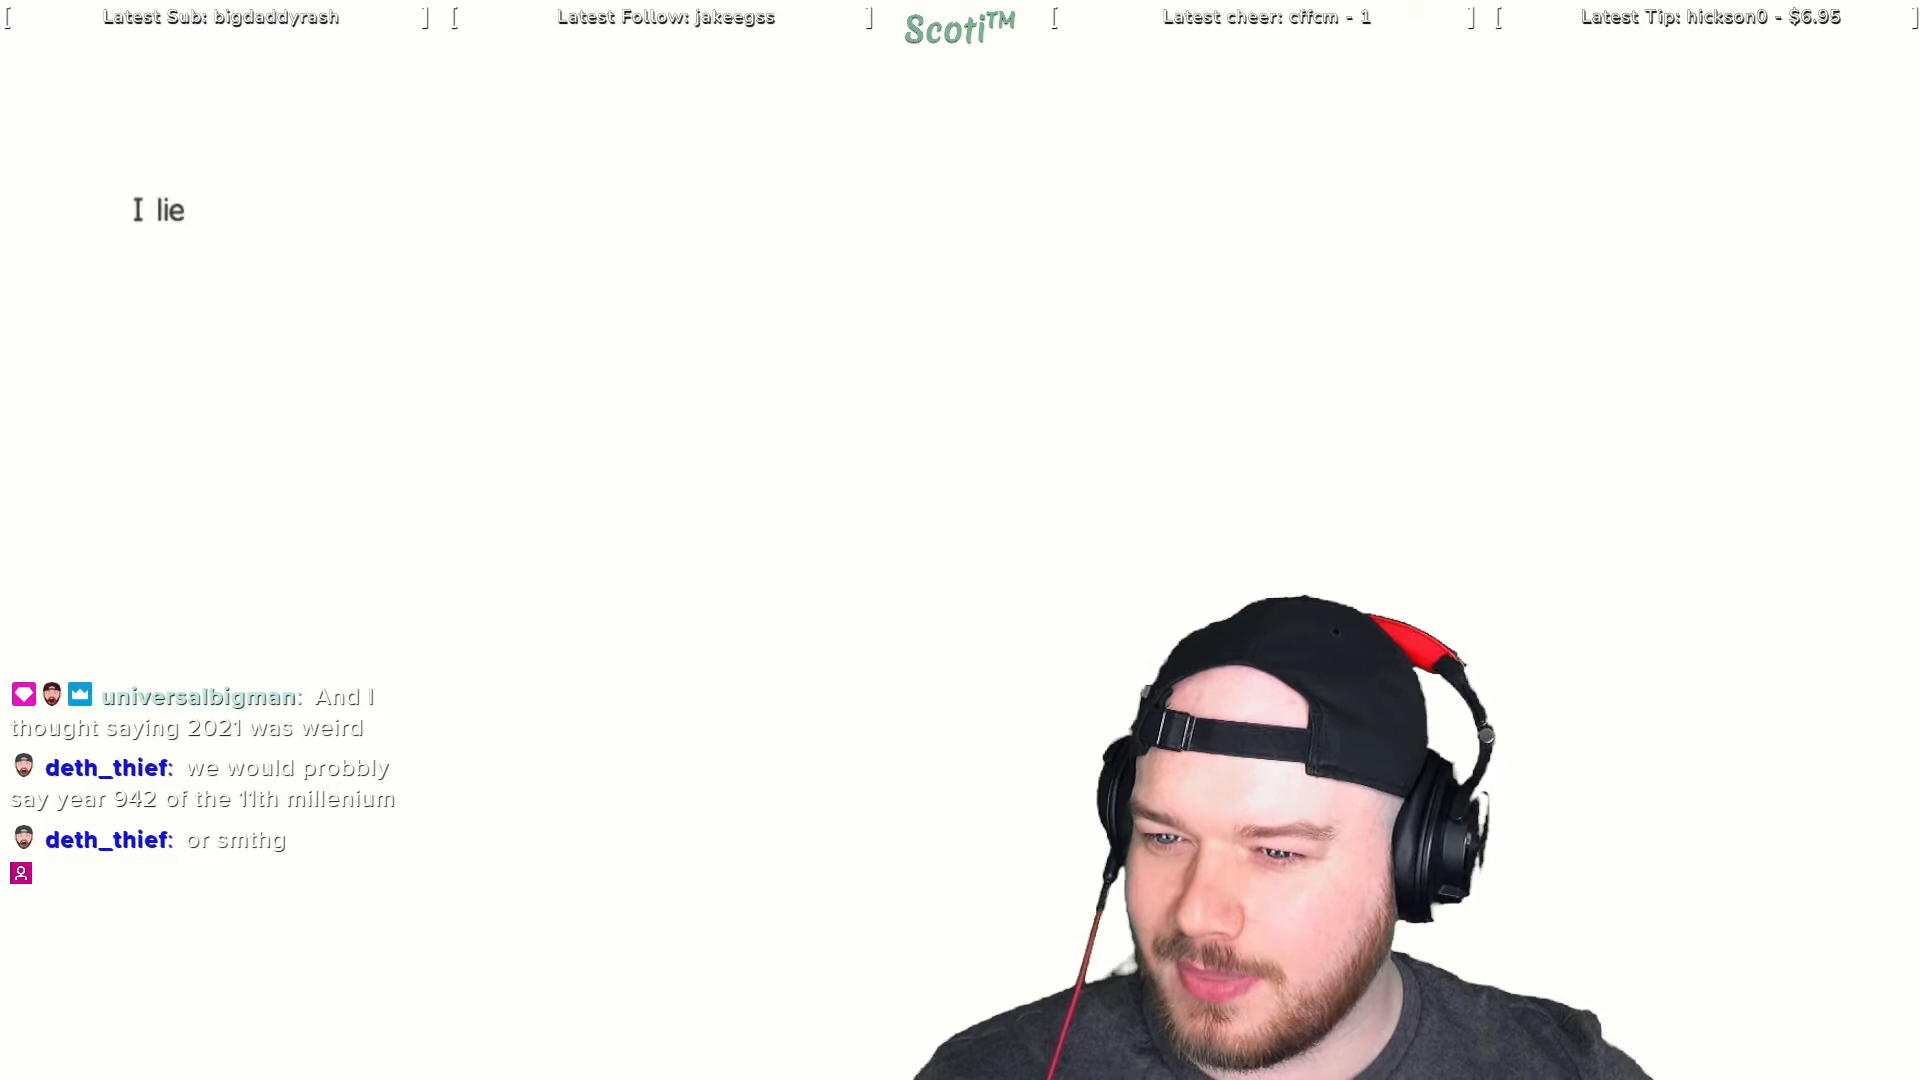 [ Latest Sub: bigdaddyrash ] [ Latest Follow: jakeegss ] Scoti™ [ Latest cheer: cffcm - 1 ] [ Latest Tip: hickson0 - $6.95 ]
I lie
universalbigman: And I
thought saying 2021 was weird
deth_thief: we would probbly
say year 942 of the 11th millenium
deth_thief: or smthg